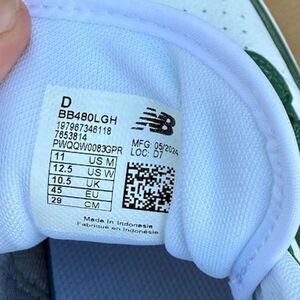 D
BB480LGH
197967346118
7653814
PWQQW0083GPR
NB
MFG: 05/2024
LOC: D7
11 US M
12.5 US W
10.5 UK
45 EU
29 CM
Made in Indonesia
Fabriqué en Indonésie